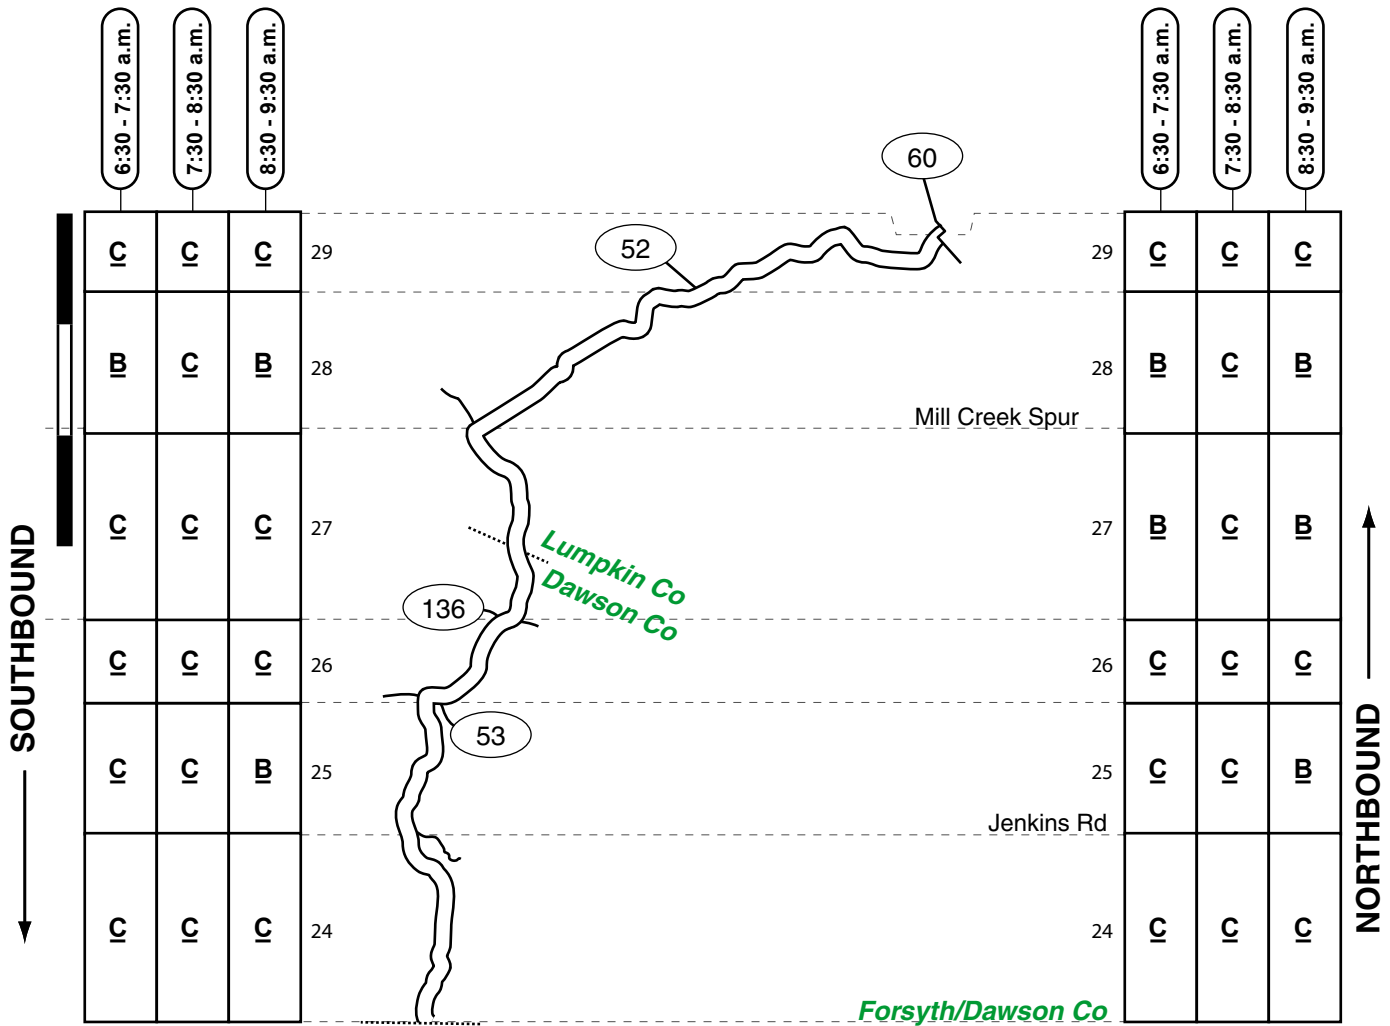 6:30 - 7:30 a.m. 7:30 - 8:30 a.m. 8:30 - 9:30 a.m. 6:30 - 7:30 a.m. 7:30 - 8:30 a.m. 8:30 - 9:30 a.m.
60
C C C 29 52 29 C C C
B C B 28 28 B C B
Mill Creek Spur
C C C 27 27 B C B
Lumpkin Co
Dawson Co
136
SOUTHBOUND
C C C 26 26 C C C
53
C C B 25 25 C C B
NORTHBOUND
Jenkins Rd
C C C 24 24 C C C
Forsyth/Dawson Co